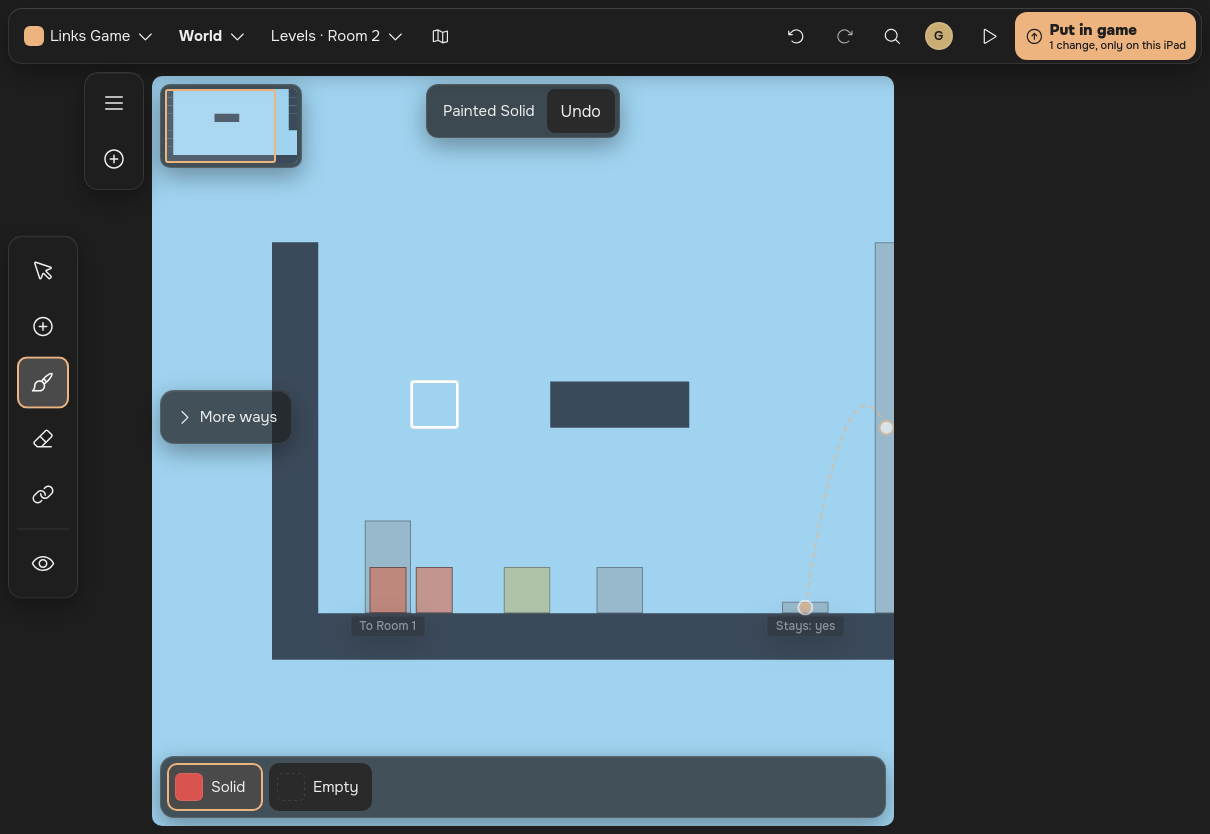 Links Game
World
Levels · Room 2
G
Put in game
1 change, only on this iPad
Painted Solid
Undo
More ways
To Room 1
Stays: yes
Solid
Empty